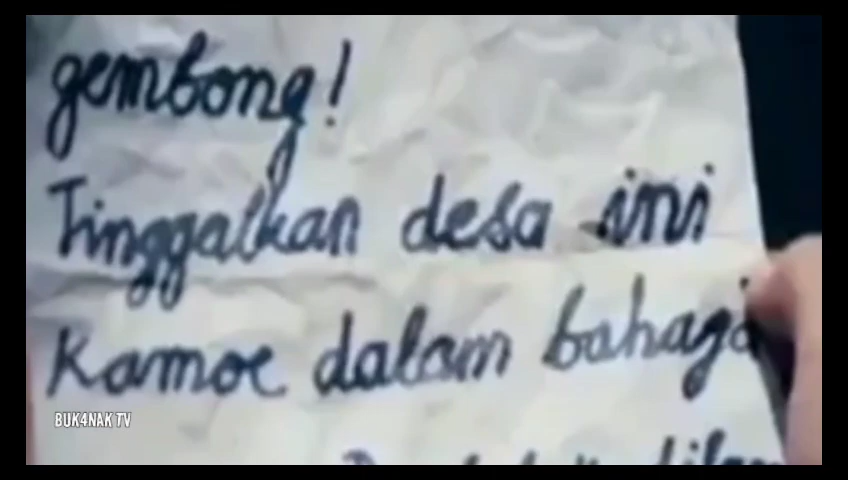 gembong!
Tinggalkan desa ini
Kamoe dalam bahaja
BUK4NAK TV